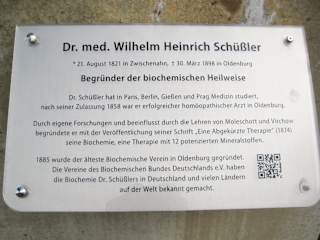 Dr. med. Wilhelm Heinrich Schüßler
* 21. August 1821 in Zwischenahn, † 30. März 1898 in Oldenburg
Begründer der biochemischen Heilweise
Dr. Schüßler hat in Paris, Berlin, Gießen und Prag Medizin studiert,
nach seiner Zulassung 1858 war er erfolgreicher homöopathischer Arzt in Oldenburg.
Durch eigene Forschungen und beeinflusst durch die Lehren von Moleschott und Virchow
begründete er mit der Veröffentlichung seiner Schrift „Eine Abgekürzte Therapie" (1874)
seine Biochemie, eine Therapie mit 12 potenzierten Mineralstoffen.
1885 wurde der älteste Biochemische Verein in Oldenburg gegründet.
Die Vereine des Biochemischen Bundes Deutschlands e.V. haben
die Biochemie Dr. Schüßlers in Deutschland und vielen Ländern
auf der Welt bekannt gemacht.